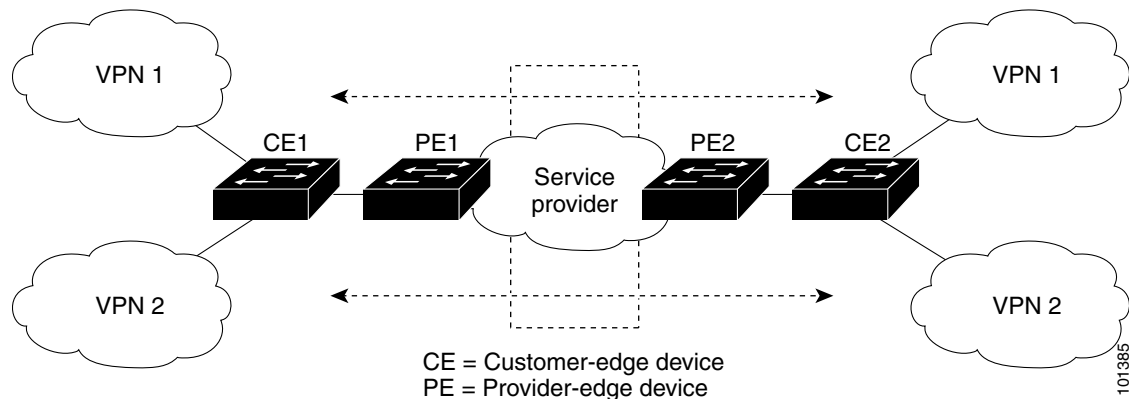 VPN 1
VPN 1
CE1
PE1
PE2
CE2
Service
provider
VPN 2
VPN 2
CE = Customer-edge device
PE = Provider-edge device
101385